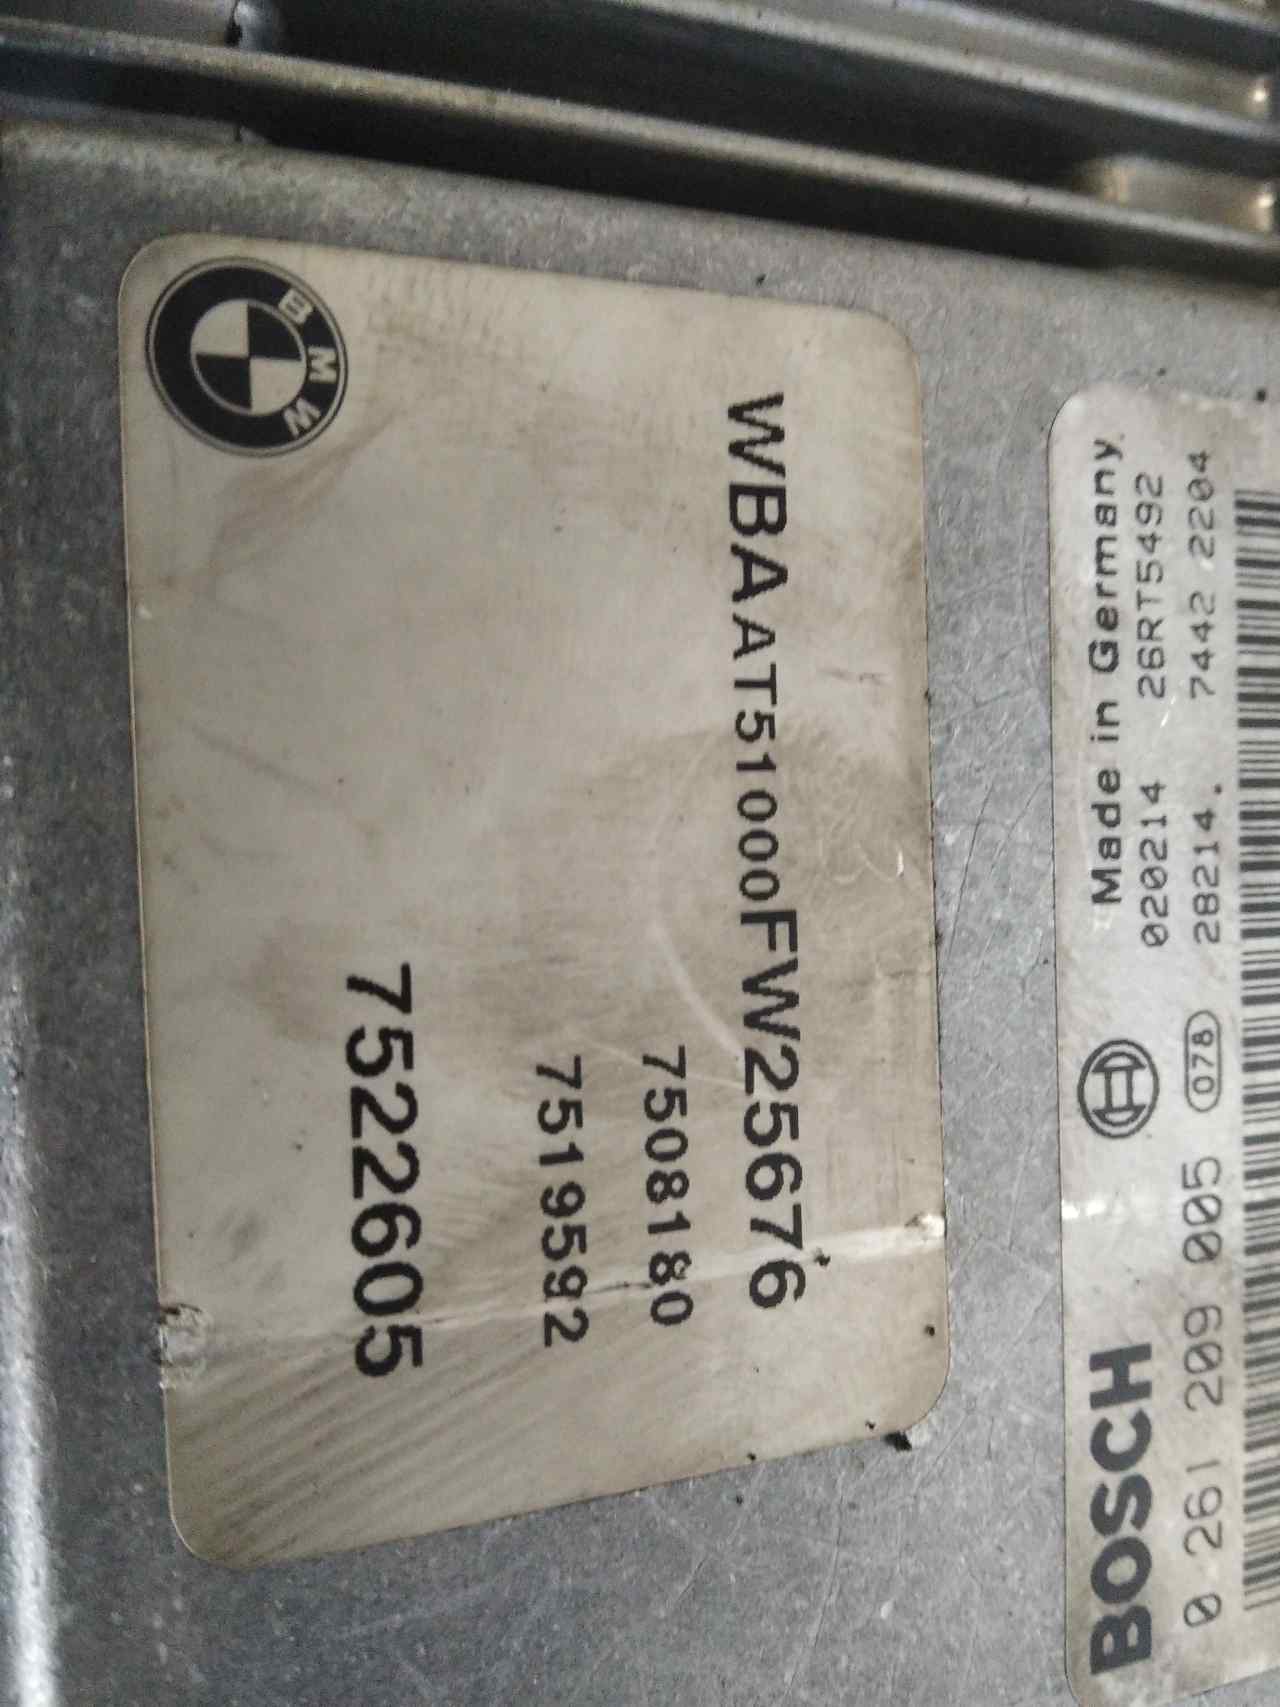 BMW
WBAAT51000FW25676
7508180
7519592
7522605
BOSCH
Made in Germany
0 261 209 005
078
020214
26RT5492
28214.
7442 2204